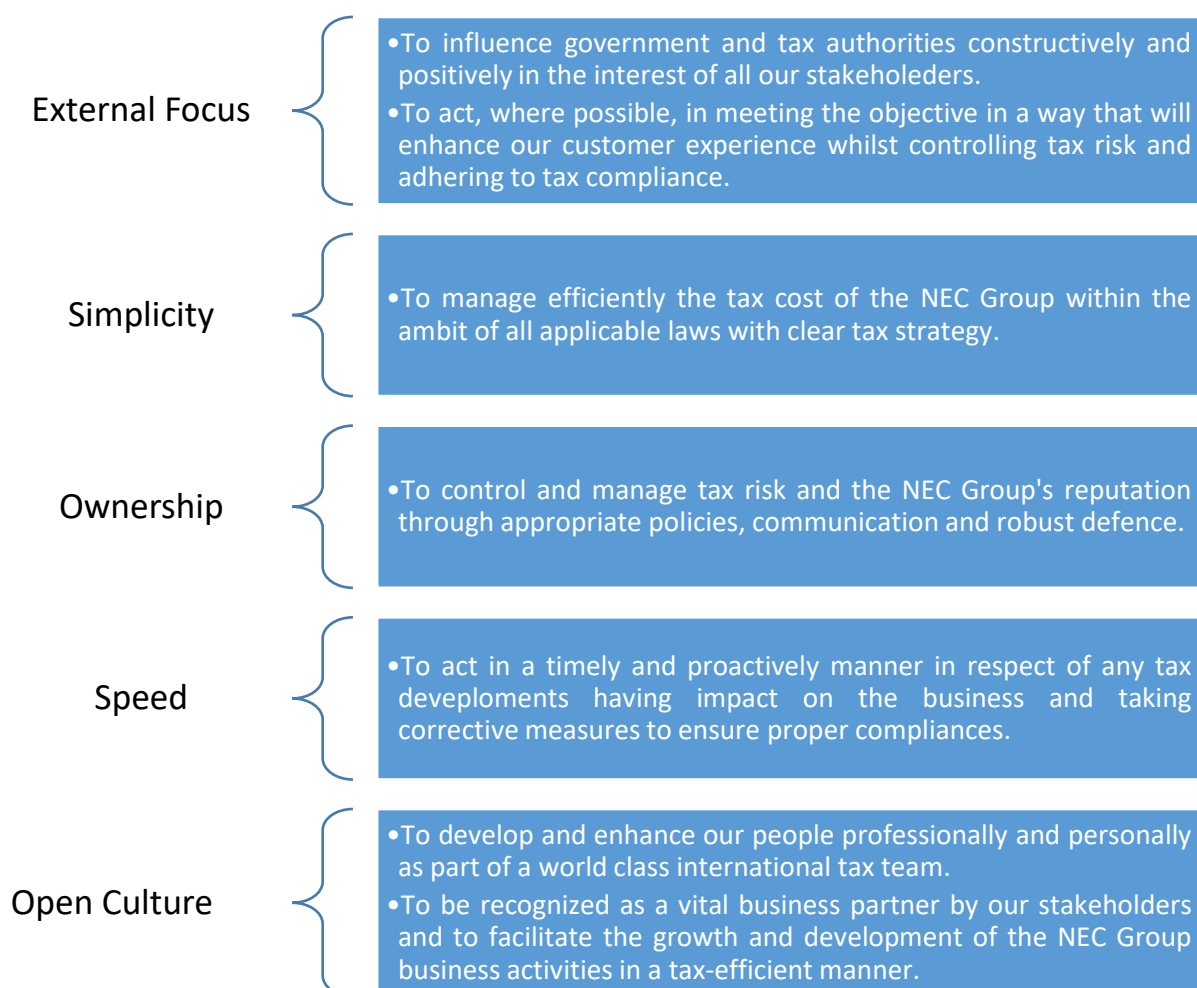 External Focus
•To influence government and tax authorities constructively and
positively in the interest of all our stakeholeders.
•To act, where possible, in meeting the objective in a way that will
enhance our customer experience whilst controlling tax risk and
adhering to tax compliance.
Simplicity
•To manage efficiently the tax cost of the NEC Group within the
ambit of all applicable laws with clear tax strategy.
Ownership
•To control and manage tax risk and the NEC Group's reputation
through appropriate policies, communication and robust defence.
Speed
•To act in a timely and proactively manner in respect of any tax
deveploments having impact on the business and taking
corrective measures to ensure proper compliances.
Open Culture
•To develop and enhance our people professionally and personally
as part of a world class international tax team.
•To be recognized as a vital business partner by our stakeholders
and to facilitate the growth and development of the NEC Group
business activities in a tax-efficient manner.